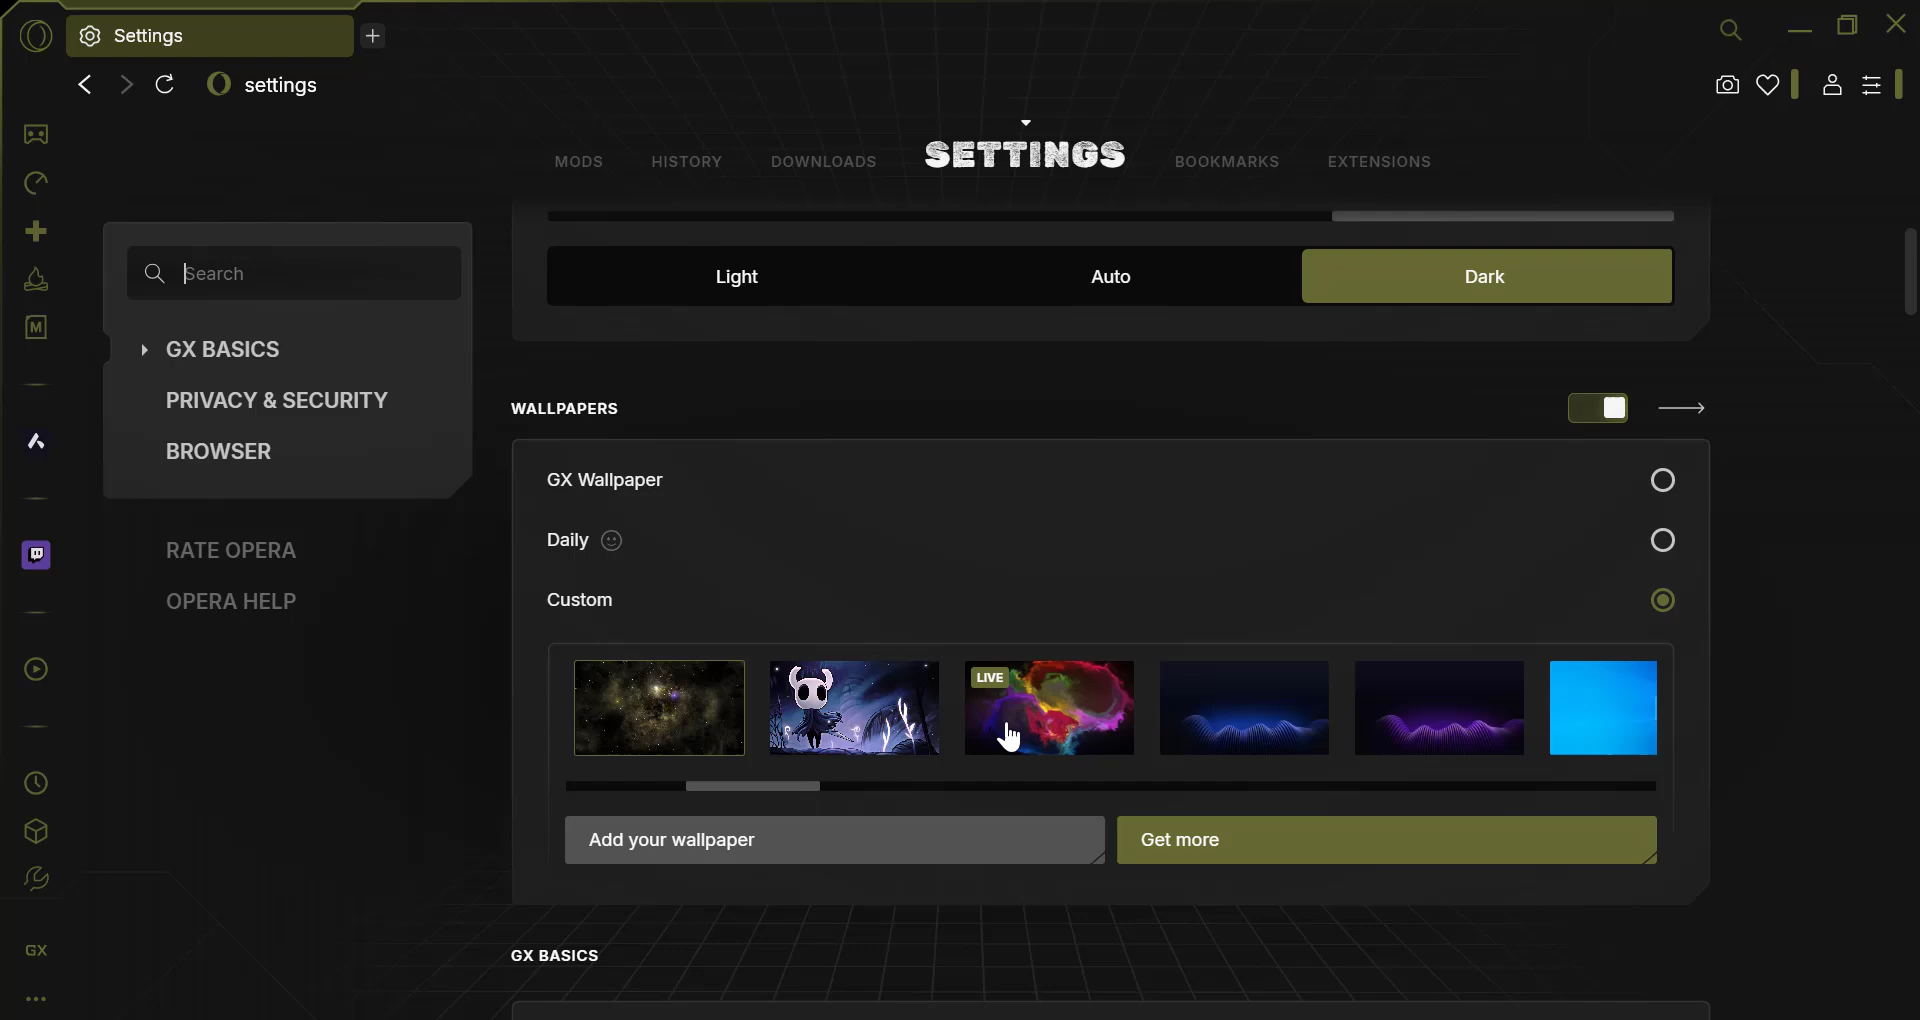 Settings
settings
MODS
HISTORY
DOWNLOADS
SETTINGS
BOOKMARKS
EXTENSIONS
Search
GX BASICS
PRIVACY & SECURITY
BROWSER
RATE OPERA
OPERA HELP
Light
Auto
Dark
WALLPAPERS
GX Wallpaper
Daily
Custom
LIVE
Add your wallpaper
Get more
GX BASICS
M
GX